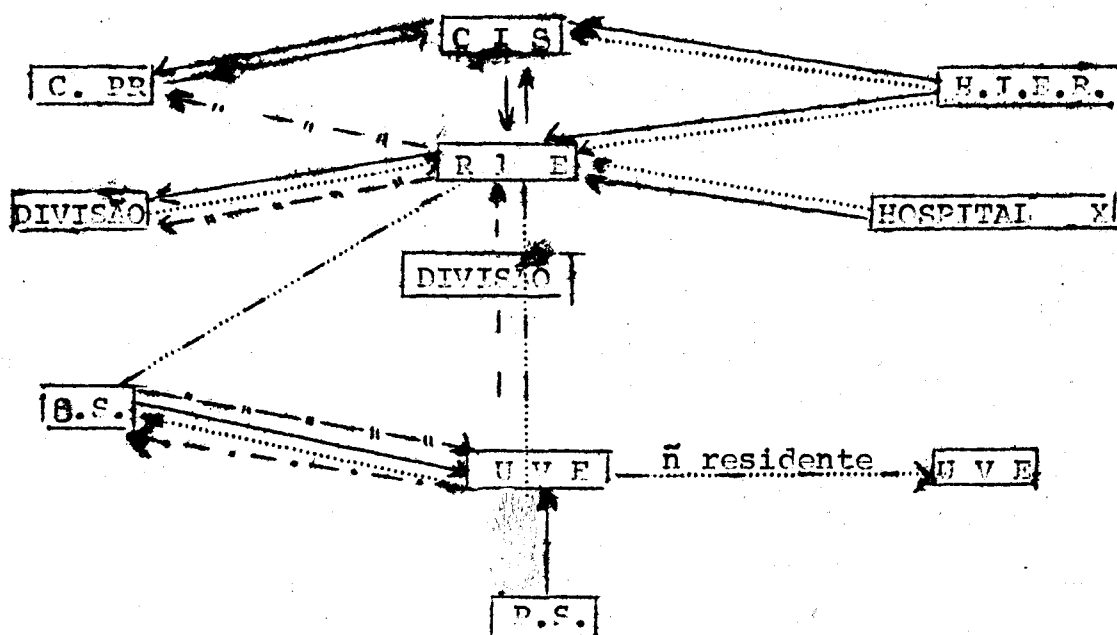 C I S
C. PR
H.I.E.R.
R I E
DIVISÃO
HOSPITAL X
DIVISÃO
B.S.
U V E
ñ residente
U V E
P.S.